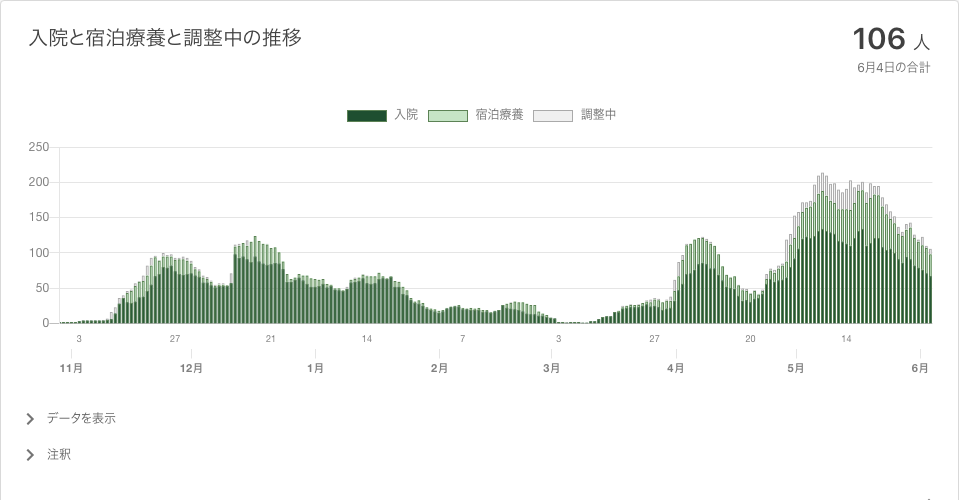 入院と宿泊療養と調整中の推移
106 人
6月4日の合計
入院 宿泊療養 調整中
250
200
150
100
50
0
3 27 21 14 7 3 27 20 14
11月 12月 1月 2月 3月 4月 5月 6月
データを表示
注釈